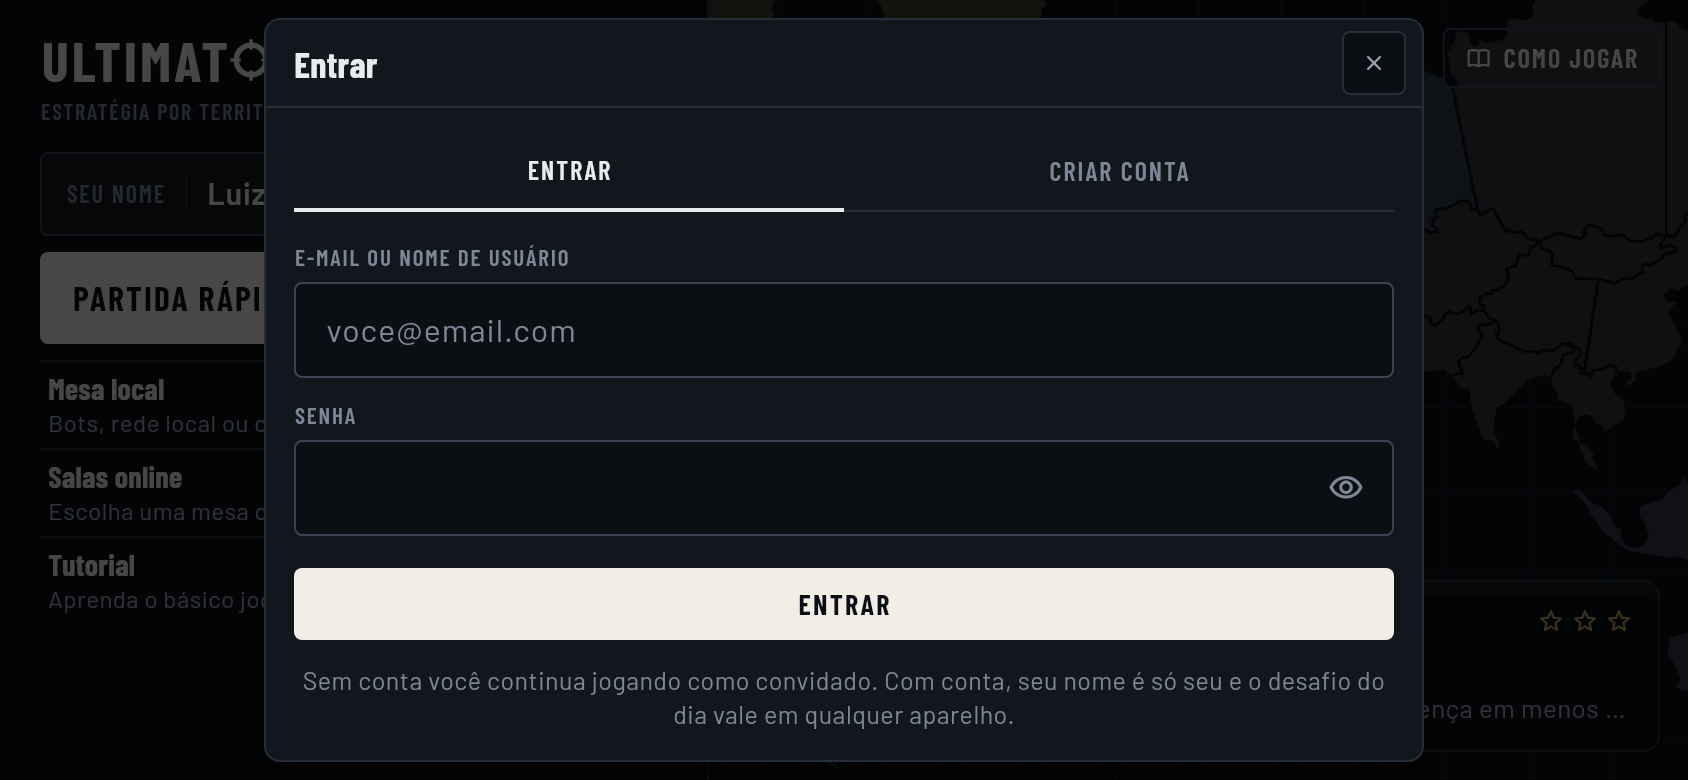 ULTIMAT
ESTRATÉGIA POR TERRIT
SEU NOME Luiz
PARTIDA RÁPI
Mesa local
Bots, rede local ou
Salas online
Escolha uma mesa
Tutorial
Aprenda o básico
Entrar
COMO JOGAR
ENTRAR CRIAR CONTA
E-MAIL OU NOME DE USUÁRIO
voce@email.com
SENHA
ENTRAR
Sem conta você continua jogando como convidado. Com conta, seu nome é só seu e o desafio do
dia vale em qualquer aparelho.
ença em menos ...